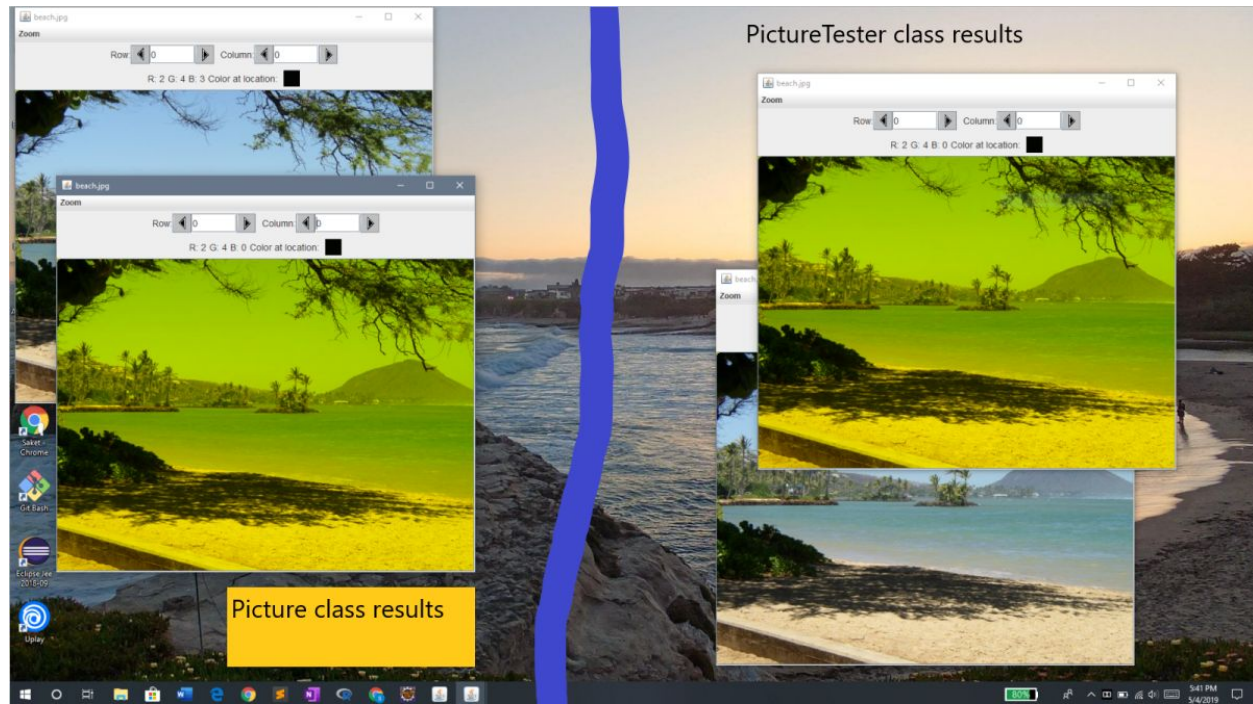 beach.jpg
Zoom
Row: 0 Column: 0
R: 2 G: 4 B: 3 Color at location:
beach.jpg
Zoom
Row: 0 Column: 0
R: 2 G: 4 B: 0 Color at location:
Picture class results
PictureTester class results
beach.jpg
Zoom
Row: 0 Column: 0
R: 2 G: 4 B: 0 Color at location:
beach
Zoom
Saket -
Chrome
Git Bash
Eclipse Jee
2018-09
Uplay
80%
5:41 PM
5/4/2019